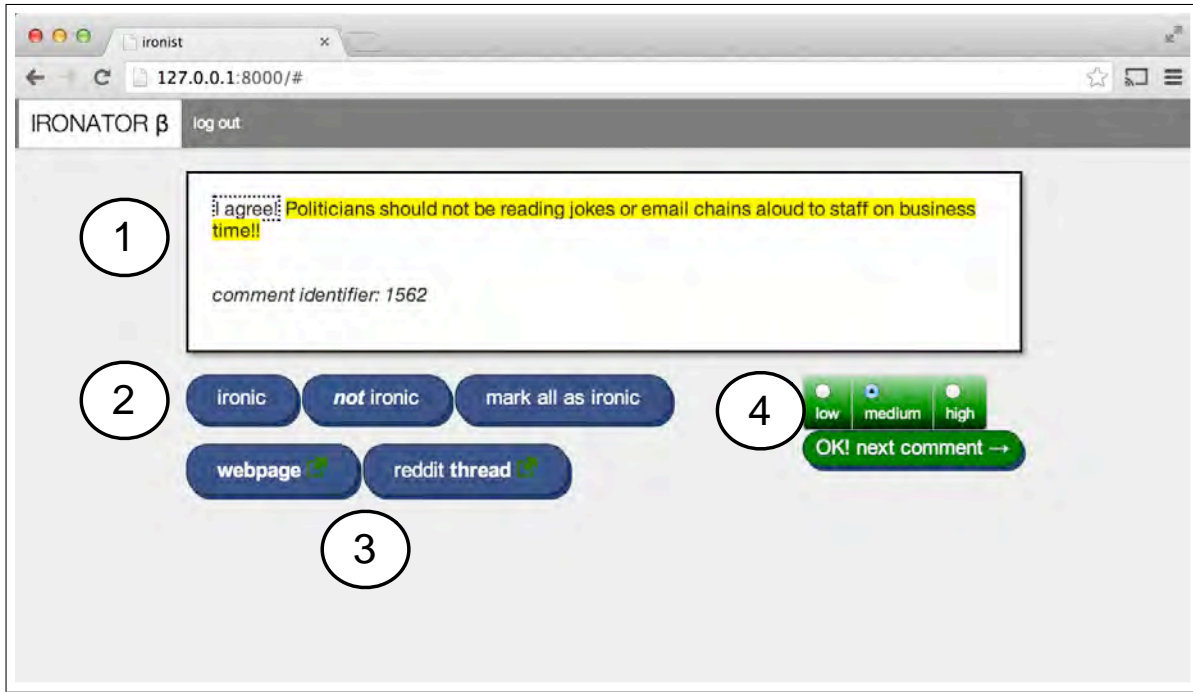 ironist ×
127.0.0.1:8000/#
IRONATOR β log out
I agree! Politicians should not be reading jokes or email chains aloud to staff on business
time!!
1
comment identifier: 1562
2
ironic not ironic mark all as ironic
4
low medium high
OK! next comment →
webpage reddit thread
3